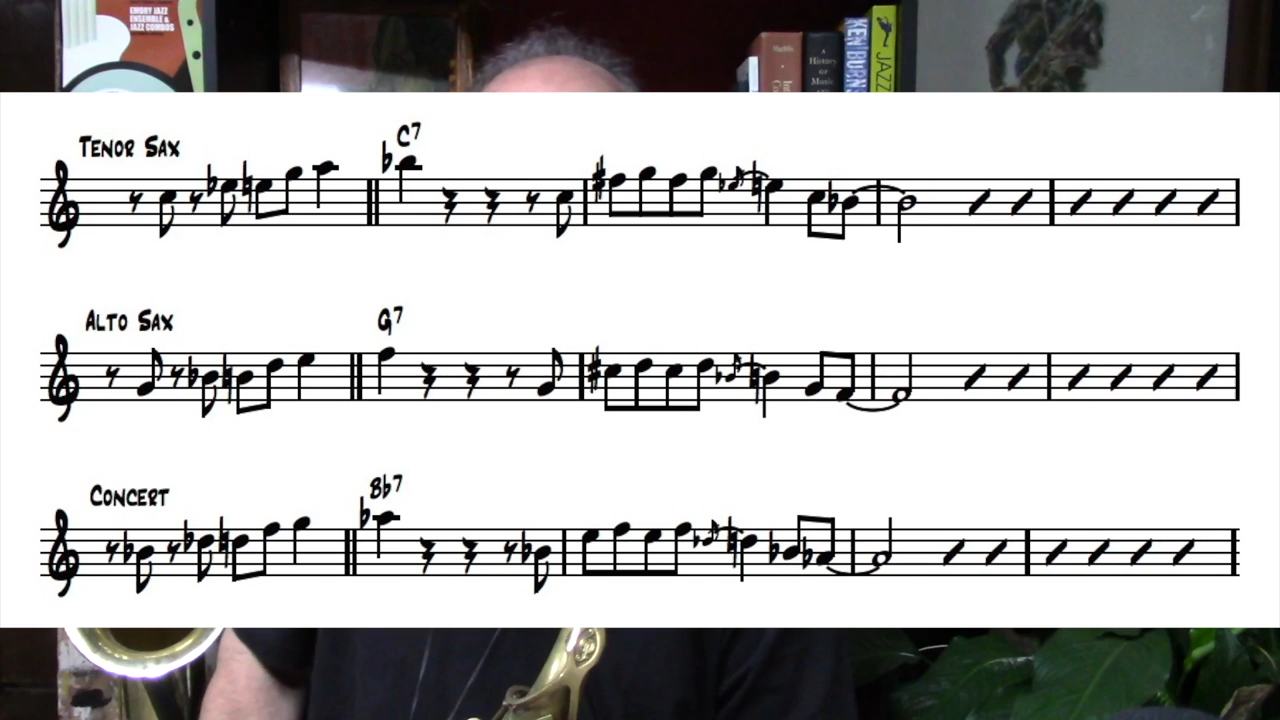 EMORY JAZZ
ENSEMBLE &
JAZZ COMBOS
A
History
of
Music
KEN BURNS
JAZZ
TENOR SAX
C7
ALTO SAX
G7
CONCERT
Bb7